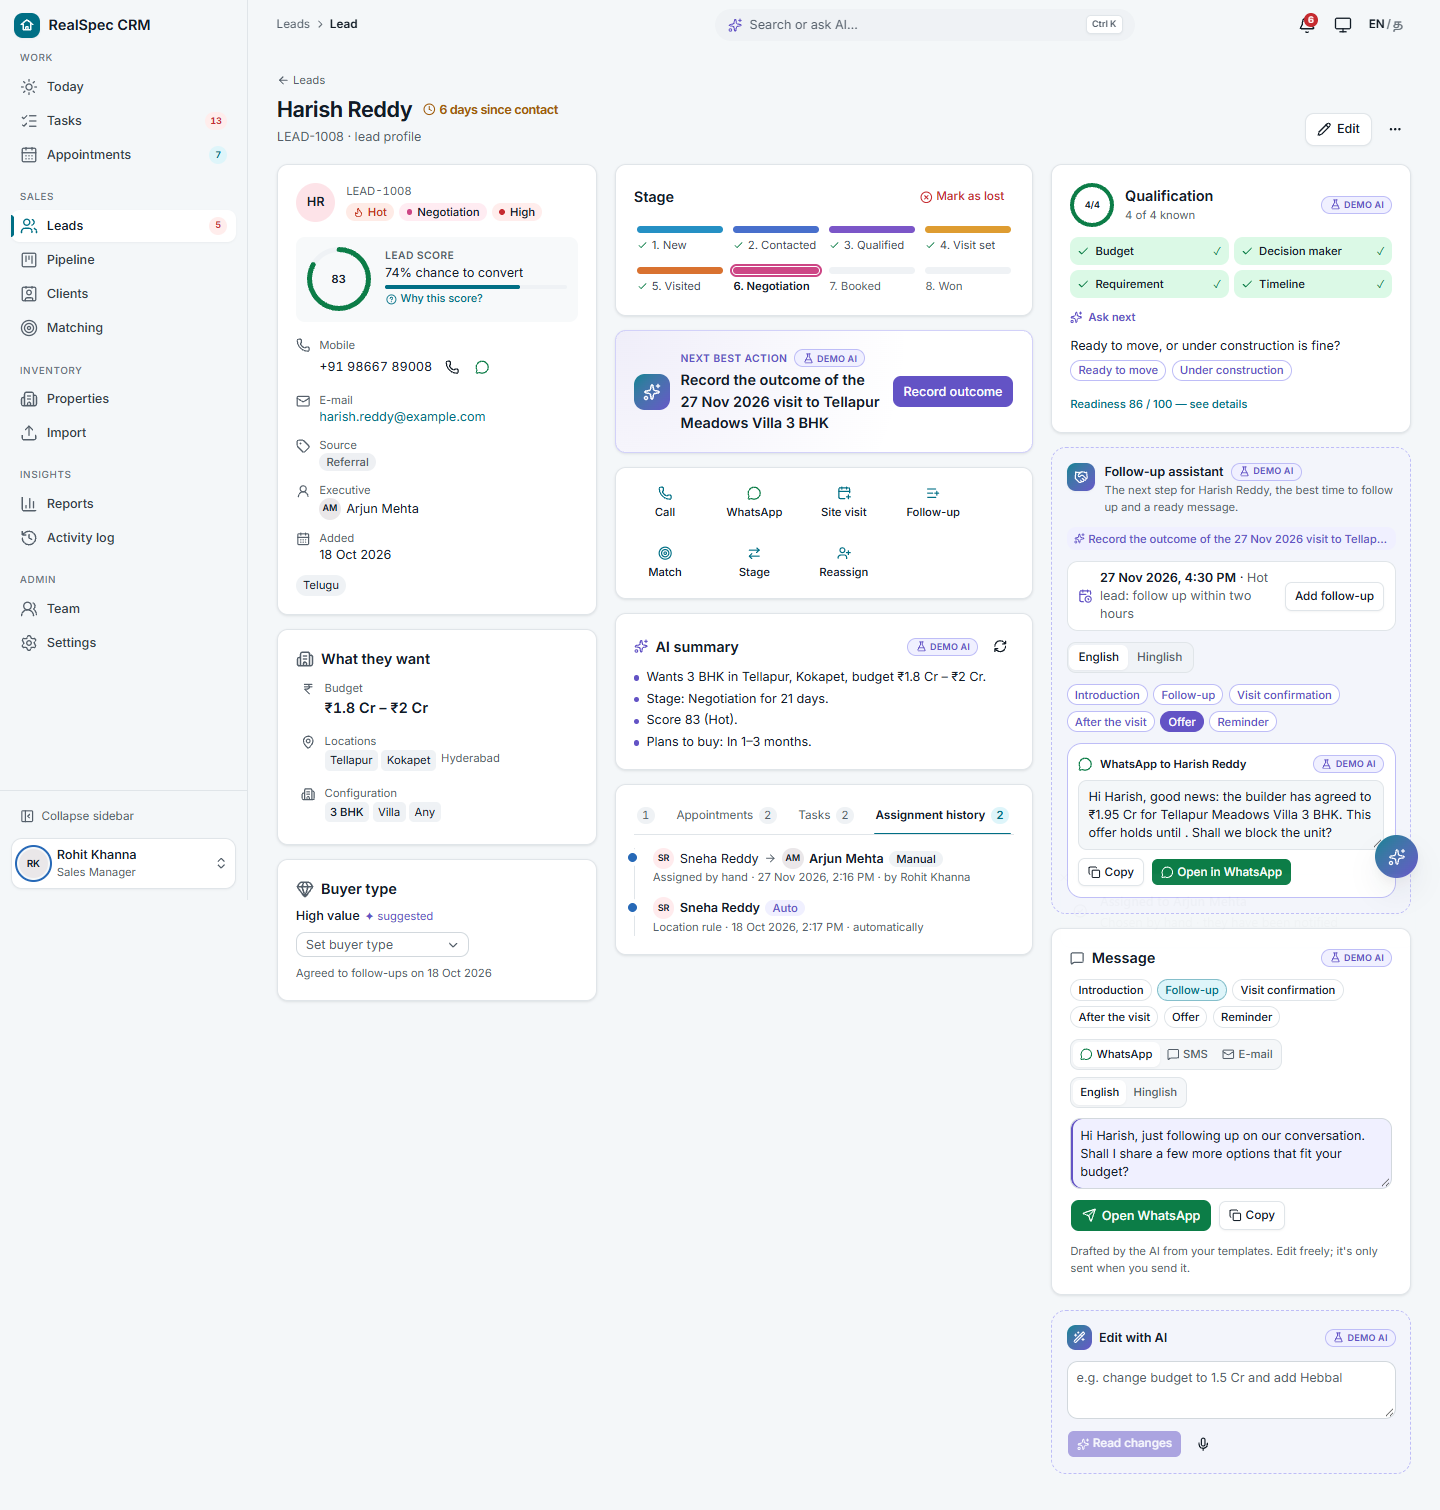 RealSpec CRM
WORK
Today
Tasks 13
Appointments 7
SALES
Leads 5
Pipeline
Clients
Matching
INVENTORY
Properties
Import
INSIGHTS
Reports
Activity log
ADMIN
Team
Settings
Collapse sidebar
RK
Rohit Khanna
Sales Manager
Leads > Lead
Search or ask AI... Ctrl K
6
EN / த
← Leads
Harish Reddy 6 days since contact
LEAD-1008 · lead profile
Edit
HR
LEAD-1008
Hot Negotiation High
83
LEAD SCORE
74% chance to convert
Why this score?
Mobile
+91 98667 89008
E-mail
harish.reddy@example.com
Source
Referral
Executive
AM Arjun Mehta
Added
18 Oct 2026
Telugu
What they want
Budget
₹1.8 Cr – ₹2 Cr
Locations
Tellapur Kokapet Hyderabad
Configuration
3 BHK Villa Any
Buyer type
High value suggested
Set buyer type
Agreed to follow-ups on 18 Oct 2026
Stage Mark as lost
1. New 2. Contacted 3. Qualified 4. Visit set
5. Visited 6. Negotiation 7. Booked 8. Won
NEXT BEST ACTION DEMO AI
Record the outcome of the
27 Nov 2026 visit to Tellapur
Meadows Villa 3 BHK
Record outcome
Call WhatsApp Site visit Follow-up
Match Stage Reassign
AI summary DEMO AI
Wants 3 BHK in Tellapur, Kokapet, budget ₹1.8 Cr – ₹2 Cr.
Stage: Negotiation for 21 days.
Score 83 (Hot).
Plans to buy: In 1–3 months.
1 Appointments 2 Tasks 2 Assignment history 2
SR Sneha Reddy → AM Arjun Mehta Manual
Assigned by hand · 27 Nov 2026, 2:16 PM · by Rohit Khanna
SR Sneha Reddy Auto
Location rule · 18 Oct 2026, 2:17 PM · automatically
4/4
Qualification
4 of 4 known
DEMO AI
Budget ✓ Decision maker ✓
Requirement ✓ Timeline ✓
Ask next
Ready to move, or under construction is fine?
Ready to move Under construction
Readiness 86 / 100 — see details
Follow-up assistant DEMO AI
The next step for Harish Reddy, the best time to follow
up and a ready message.
Record the outcome of the 27 Nov 2026 visit to Tellap...
27 Nov 2026, 4:30 PM · Hot
lead: follow up within two
hours
Add follow-up
English Hinglish
Introduction Follow-up Visit confirmation
After the visit Offer Reminder
WhatsApp to Harish Reddy DEMO AI
Hi Harish, good news: the builder has agreed to
₹1.95 Cr for Tellapur Meadows Villa 3 BHK. This
offer holds until . Shall we block the unit?
Copy Open in WhatsApp
Message DEMO AI
Introduction Follow-up Visit confirmation
After the visit Offer Reminder
WhatsApp SMS E-mail
English Hinglish
Hi Harish, just following up on our conversation.
Shall I share a few more options that fit your
budget?
Open WhatsApp Copy
Drafted by the AI from your templates. Edit freely; it's only
sent when you send it.
Edit with AI DEMO AI
e.g. change budget to 1.5 Cr and add Hebbal
Read changes